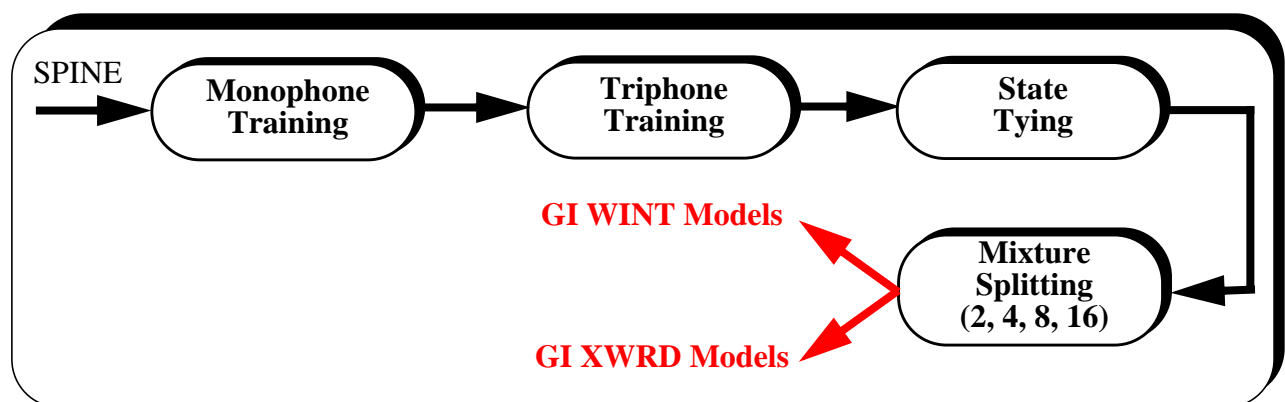 SPINE
Monophone
Training
Triphone
Training
State
Tying
Mixture
Splitting
(2, 4, 8, 16)
GI WINT Models
GI XWRD Models